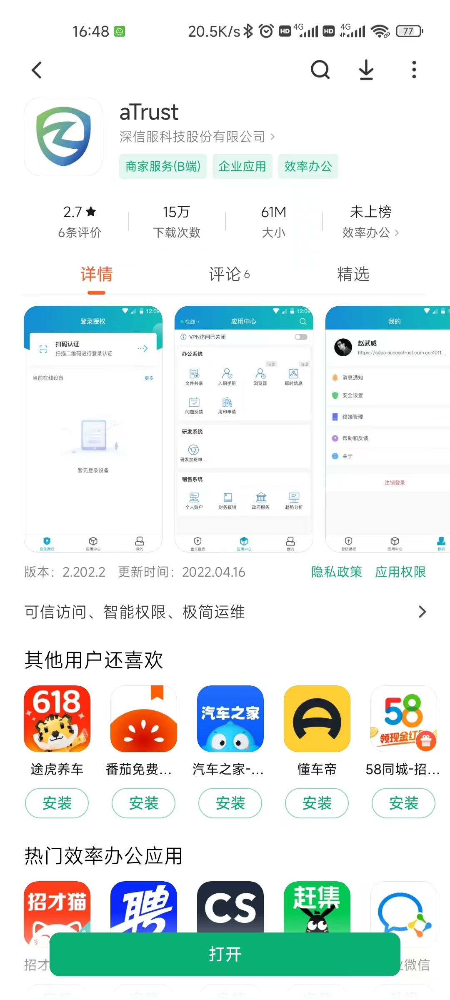 16:48
20.5K/s HD 4G HD 4G 77
aTrust
深信服科技股份有限公司
商家服务(B端) 企业应用 效率办公
2.7 15万 61M 未上榜
6条评价 下载次数 大小 效率办公
详情 评论 6 精选
12:09
登录授权
扫码认证
扫描二维码进行登录认证
当前在线设备 更多
暂无登录设备
登录授权 应用中心 我的
12:09
在线 应用中心
VPN访问已关闭
办公系统
隧道 隧道
文件共享 入职手册 浏览器 即时信息
问题反馈 用印申请
研发系统
研发加班申...
销售系统
OA
个人账户 财务报销 政府服务 趋势分析
登录授权 应用中心 我的
我的
赵武威
https://sdpc.accesstrust.com.cn:4011...
消息通知
安全设置
终端管理
帮助和反馈
关于
注销登录
登陆授权 应用中心 我的
版本：2.202.2 更新时间：2022.04.16 隐私政策 应用权限
可信访问、智能权限、极简运维
其他用户还喜欢
618
汽车之家
58
领现金红
途虎养车 番茄免费... 汽车之家-... 懂车帝 58同城-招...
安装 安装 安装 安装 安装
热门效率办公应用
招才猫 聘 CS 赶集
打开
招才 微信